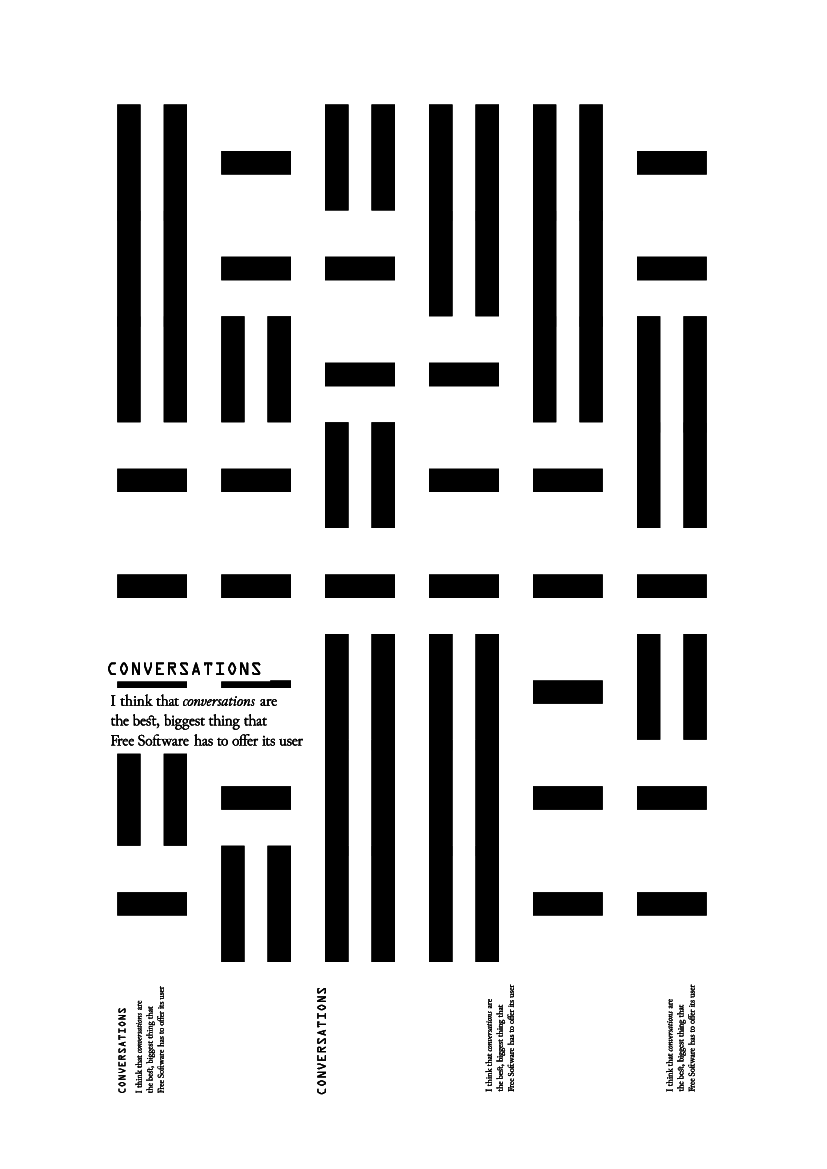 CONVERSATIONS
I think that conversations are
the best, biggest thing that
Free Software has to offer its user
CONVERSATIONS
I think that conversations are
the best, biggest thing that
Free Software has to offer its user
CONVERSATIONS
I think that conversations are
the best, biggest thing that
Free Software has to offer its user
I think that conversations are
the best, biggest thing that
Free Software has to offer its user